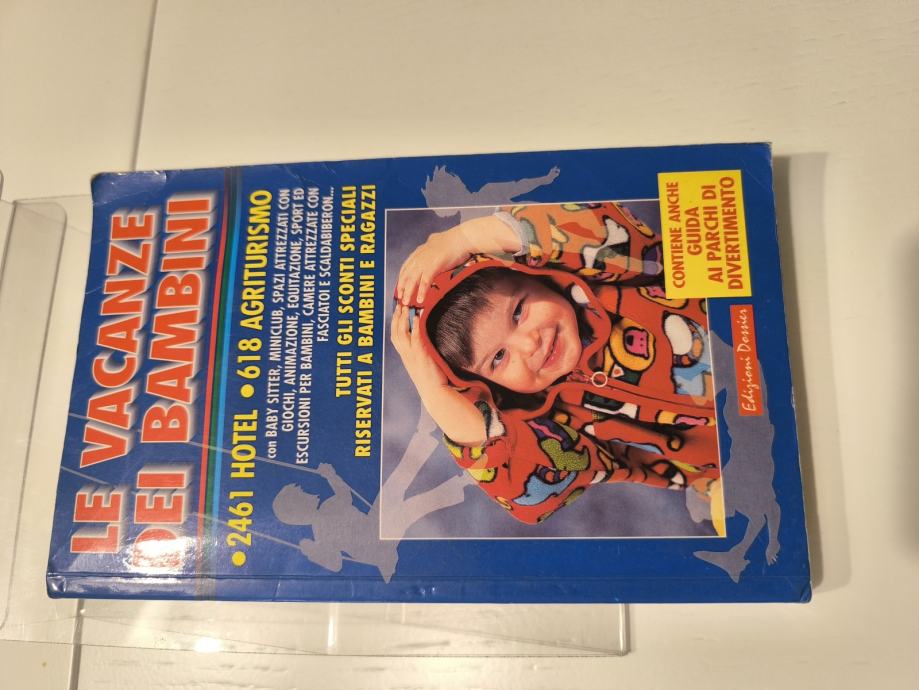 LE VACANZE
DEI BAMBINI
• 2461 HOTEL • 618 AGRITURISMO
con BABY SITTER, MINICLUB, SPAZI ATTREZZATI CON
GIOCHI, ANIMAZIONE, EQUITAZIONE, SPORT ED
ESCURSIONI PER BAMBINI, CAMERE ATTREZZATE CON
FASCIATOI E SCALDABIBERON...
TUTTI GLI SCONTI SPECIALI
RISERVATI A BAMBINI E RAGAZZI
CONTIENE ANCHE
GUIDA
AI PARCHI DI
DIVERTIMENTO
Edizioni Dossier